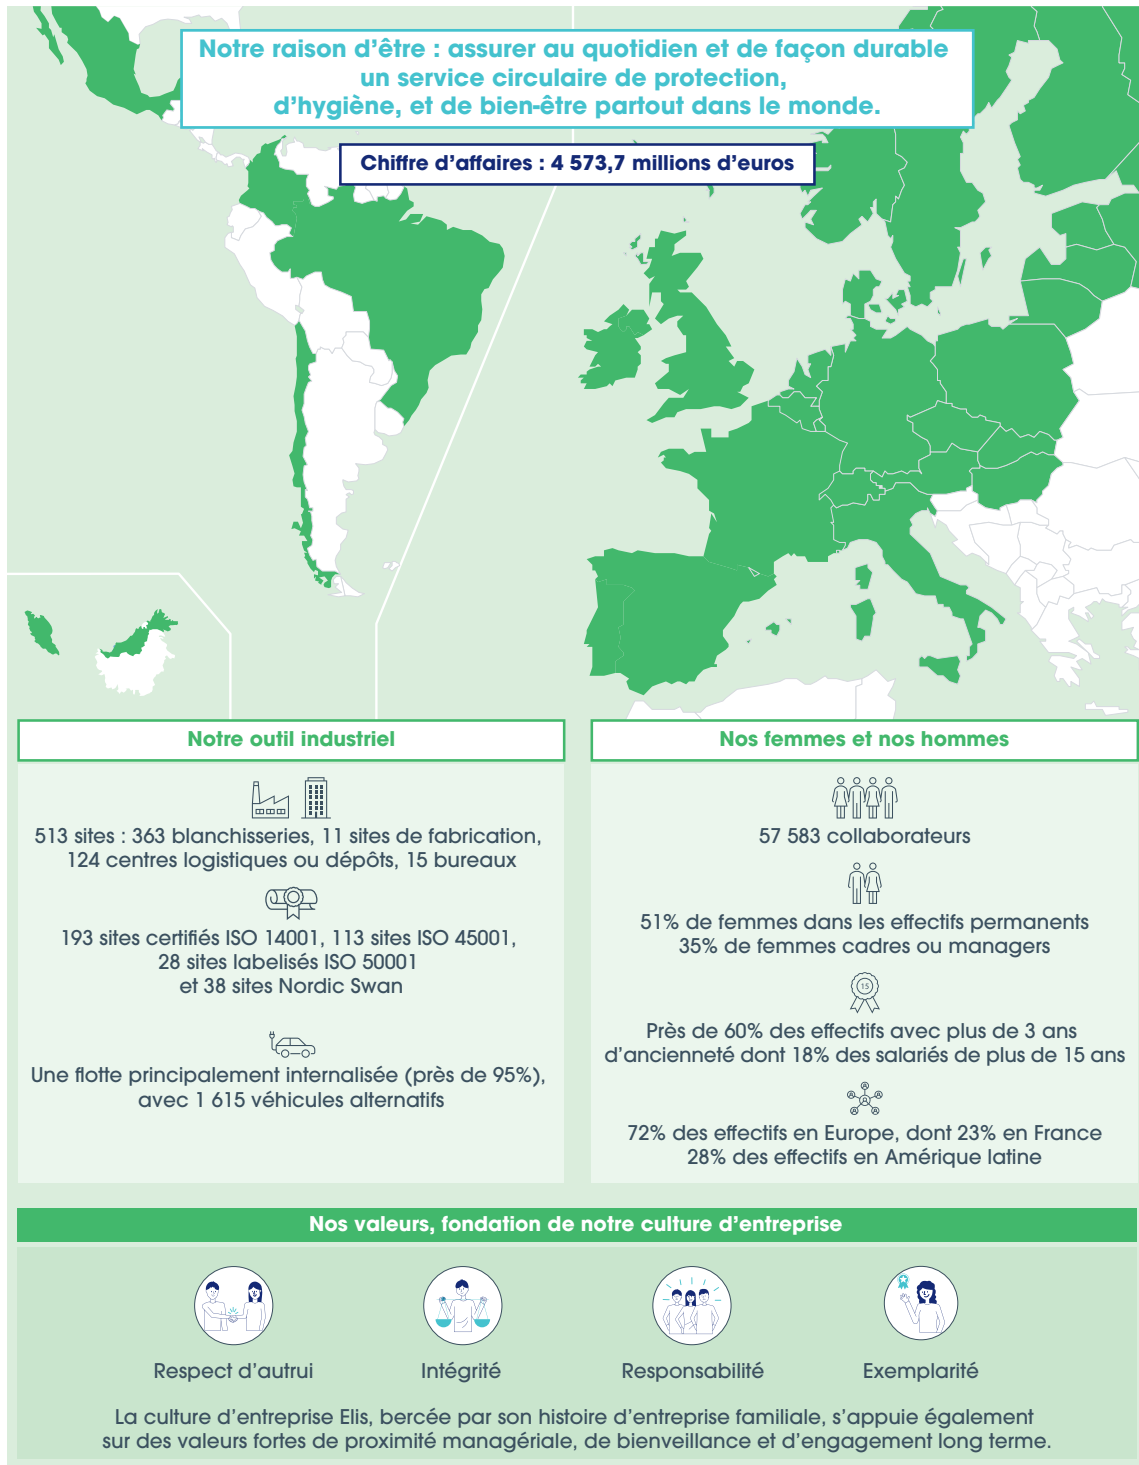 Notre raison d'être : assurer au quotidien et de façon durable
un service circulaire de protection,
d'hygiène, et de bien-être partout dans le monde.
Chiffre d'affaires : 4 573,7 millions d'euros
Notre outil industriel
513 sites : 363 blanchisseries, 11 sites de fabrication,
124 centres logistiques ou dépôts, 15 bureaux
193 sites certifiés ISO 14001, 113 sites ISO 45001,
28 sites labelisés ISO 50001
et 38 sites Nordic Swan
Une flotte principalement internalisée (près de 95%),
avec 1 615 véhicules alternatifs
Nos femmes et nos hommes
57 583 collaborateurs
51% de femmes dans les effectifs permanents
35% de femmes cadres ou managers
15
Près de 60% des effectifs avec plus de 3 ans
d'ancienneté dont 18% des salariés de plus de 15 ans
72% des effectifs en Europe, dont 23% en France
28% des effectifs en Amérique latine
Nos valeurs, fondation de notre culture d'entreprise
Respect d'autrui
Intégrité
Responsabilité
Exemplarité
La culture d'entreprise Elis, bercée par son histoire d'entreprise familiale, s'appuie également
sur des valeurs fortes de proximité managériale, de bienveillance et d'engagement long terme.